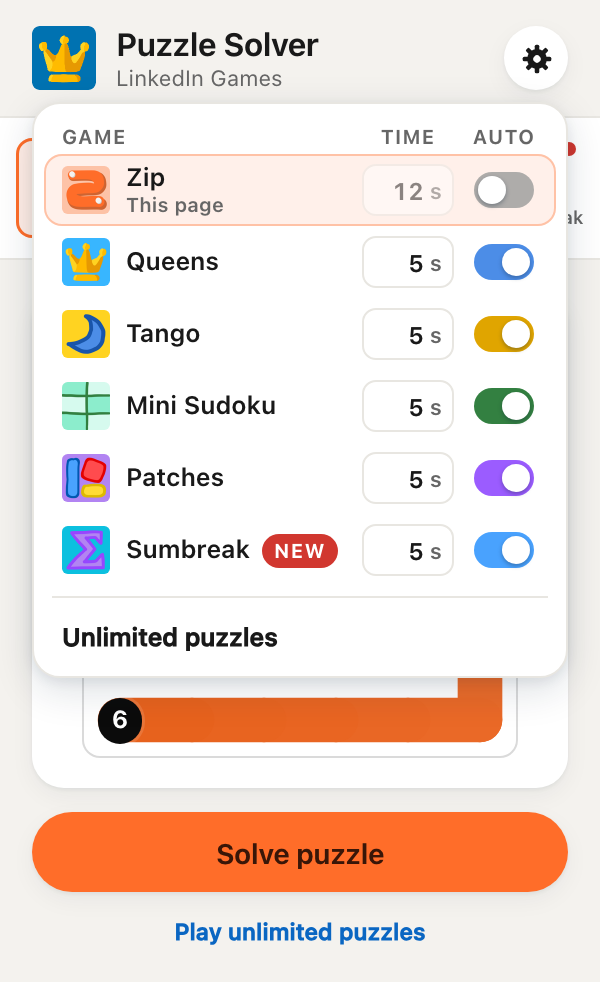 Puzzle Solver
LinkedIn Games
GAME TIME AUTO
Zip
This page
12 s
Queens 5 s
Tango 5 s
Mini Sudoku 5 s
Patches 5 s
Sumbreak NEW 5 s
Unlimited puzzles
6
Solve puzzle
Play unlimited puzzles